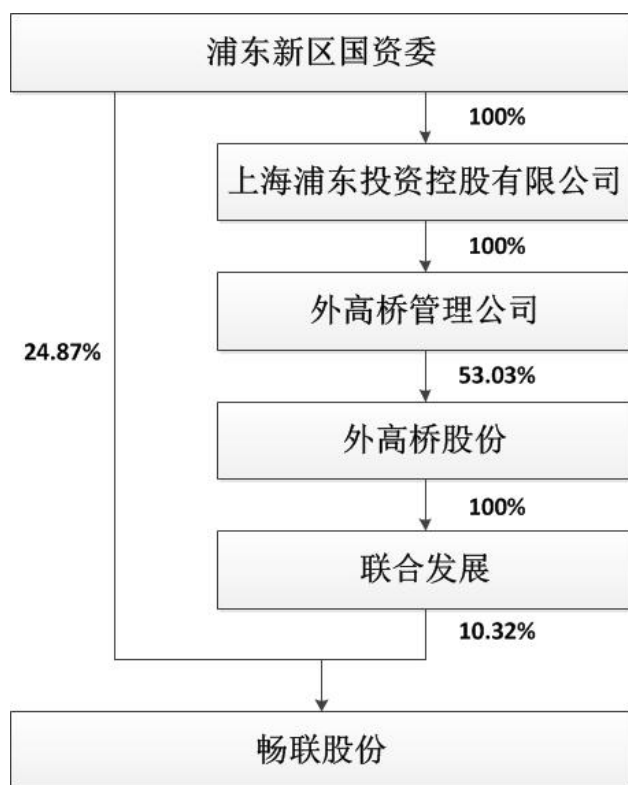 浦东新区国资委
100%
上海浦东投资控股有限公司
100%
外高桥管理公司
24.87%
53.03%
外高桥股份
100%
联合发展
10.32%
畅联股份